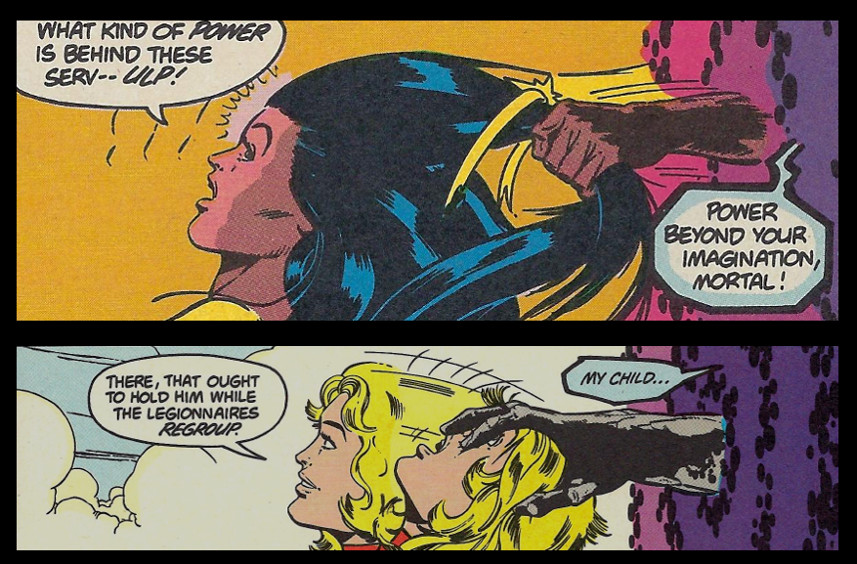 WHAT KIND OF POWER
IS BEHIND THESE
SERV-- ULP!
POWER
BEYOND YOUR
IMAGINATION,
MORTAL!
THERE, THAT OUGHT
TO HOLD HIM WHILE
THE LEGIONNAIRES
REGROUP.
MY CHILD...